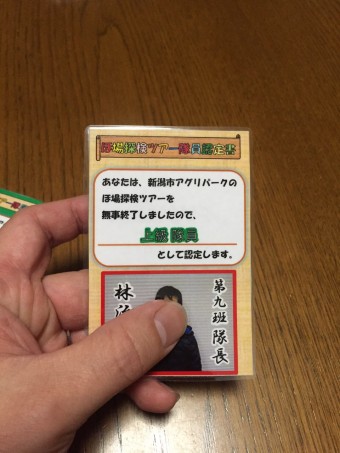 ほ場探検ツアー隊員認定書
あなたは、新潟市アグリパークの
ほ場探検ツアーを
無事終了しましたので、
上級 隊員
として認定します。
第九班 隊長
林